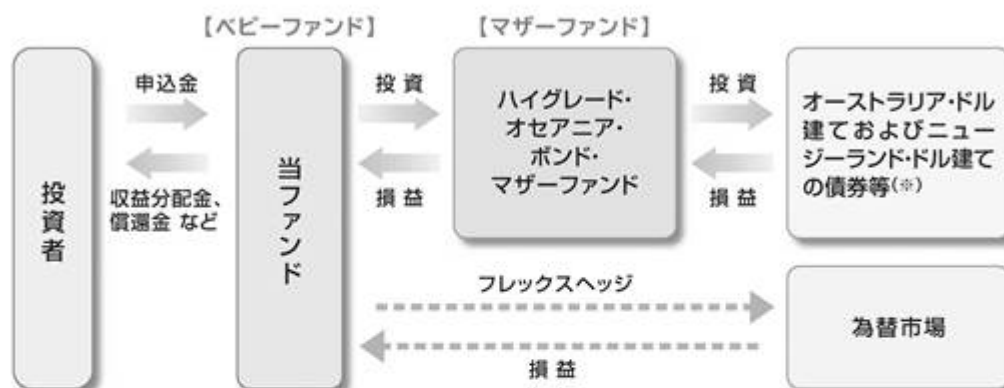 【ベビーファンド】
【マザーファンド】
投資者
申込金
収益分配金、
償還金 など
当ファンド
投 資
損 益
ハイグレード・
オセアニア・
ボンド・
マザーファンド
投 資
損 益
オーストラリア・ドル
建ておよびニュー
ジーランド・ドル建て
の債券等(※)
フレックスヘッジ
損 益
為替市場